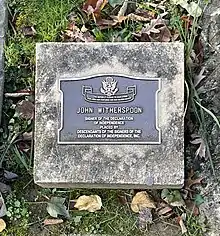 JOHN WITHERSPOON
SIGNER OF THE DECLARATION
OF INDEPENDENCE
PLACED BY
DESCENDANTS OF THE SIGNERS OF THE
DECLARATION OF INDEPENDENCE, INC.